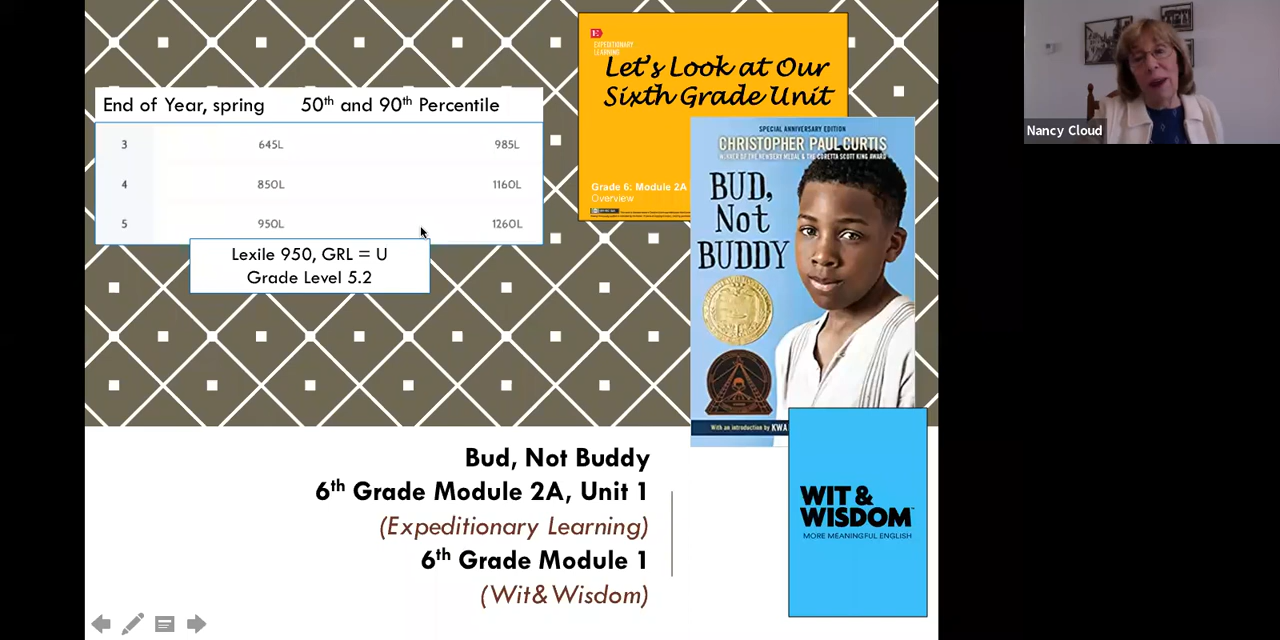 End of Year, spring 50th and 90th Percentile
3 645L 985L
4 850L 1160L
5 950L 1260L
Lexile 950, GRL = U
Grade Level 5.2
E
EXPEDITIONARY
LEARNING
Let's Look at Our
Sixth Grade Unit
Grade 6: Module 2A
Overview
SPECIAL ANNIVERSARY EDITION
CHRISTOPHER PAUL CURTIS
WINNER OF THE NEWBERY MEDAL & THE CORETTA SCOTT KING AWARD
BUD,
Not
BUDDY
With an introduction by KWA
Bud, Not Buddy
6th Grade Module 2A, Unit 1
(Expeditionary Learning)
6th Grade Module 1
(Wit&Wisdom)
WIT &
WISDOM™
MORE MEANINGFUL ENGLISH
Nancy Cloud